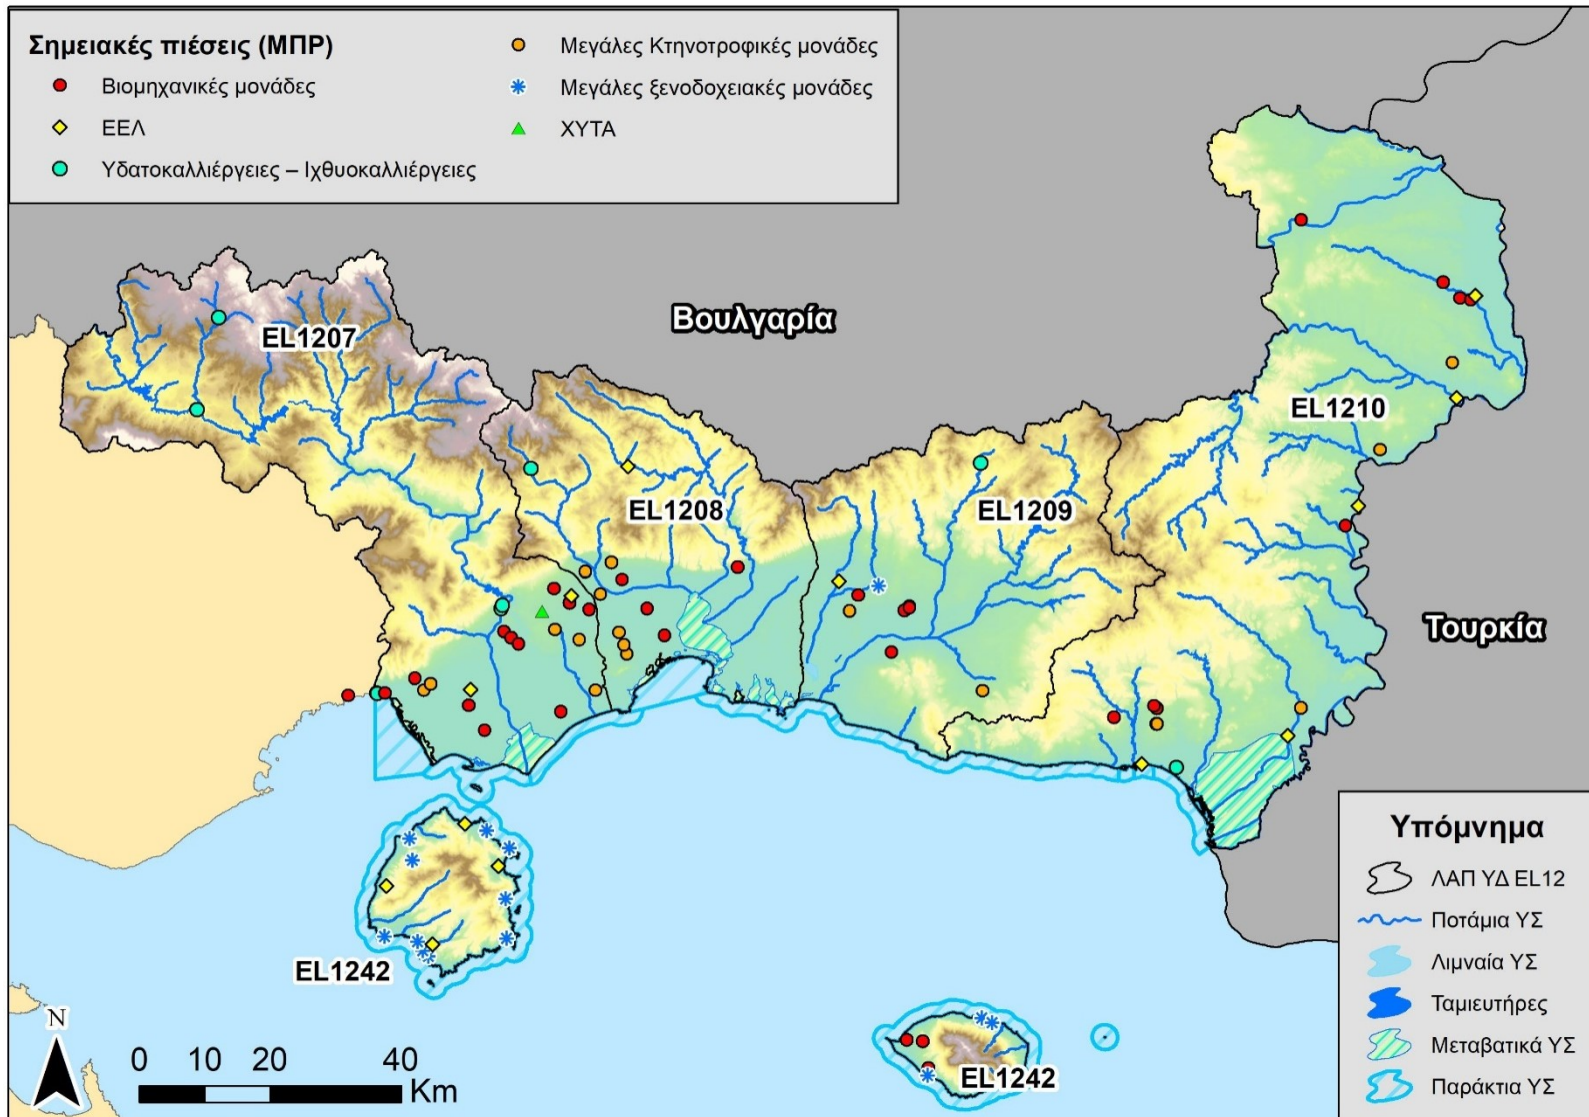 Σημειακές πιέσεις (ΜΠΡ)
Βιομηχανικές μονάδες
ΕΕΛ
Υδατοκαλλιέργειες – Ιχθυοκαλλιέργειες
Μεγάλες Κτηνοτροφικές μονάδες
Μεγάλες ξενοδοχειακές μονάδες
ΧΥΤΑ
Βουλγαρία
EL1207
EL1208
EL1209
EL1210
Τουρκία
EL1242
EL1242
N
0 10 20 40
Km
Υπόμνημα
ΛΑΠ ΥΔ EL12
Ποτάμια ΥΣ
Λιμναία ΥΣ
Ταμιευτήρες
Μεταβατικά ΥΣ
Παράκτια ΥΣ